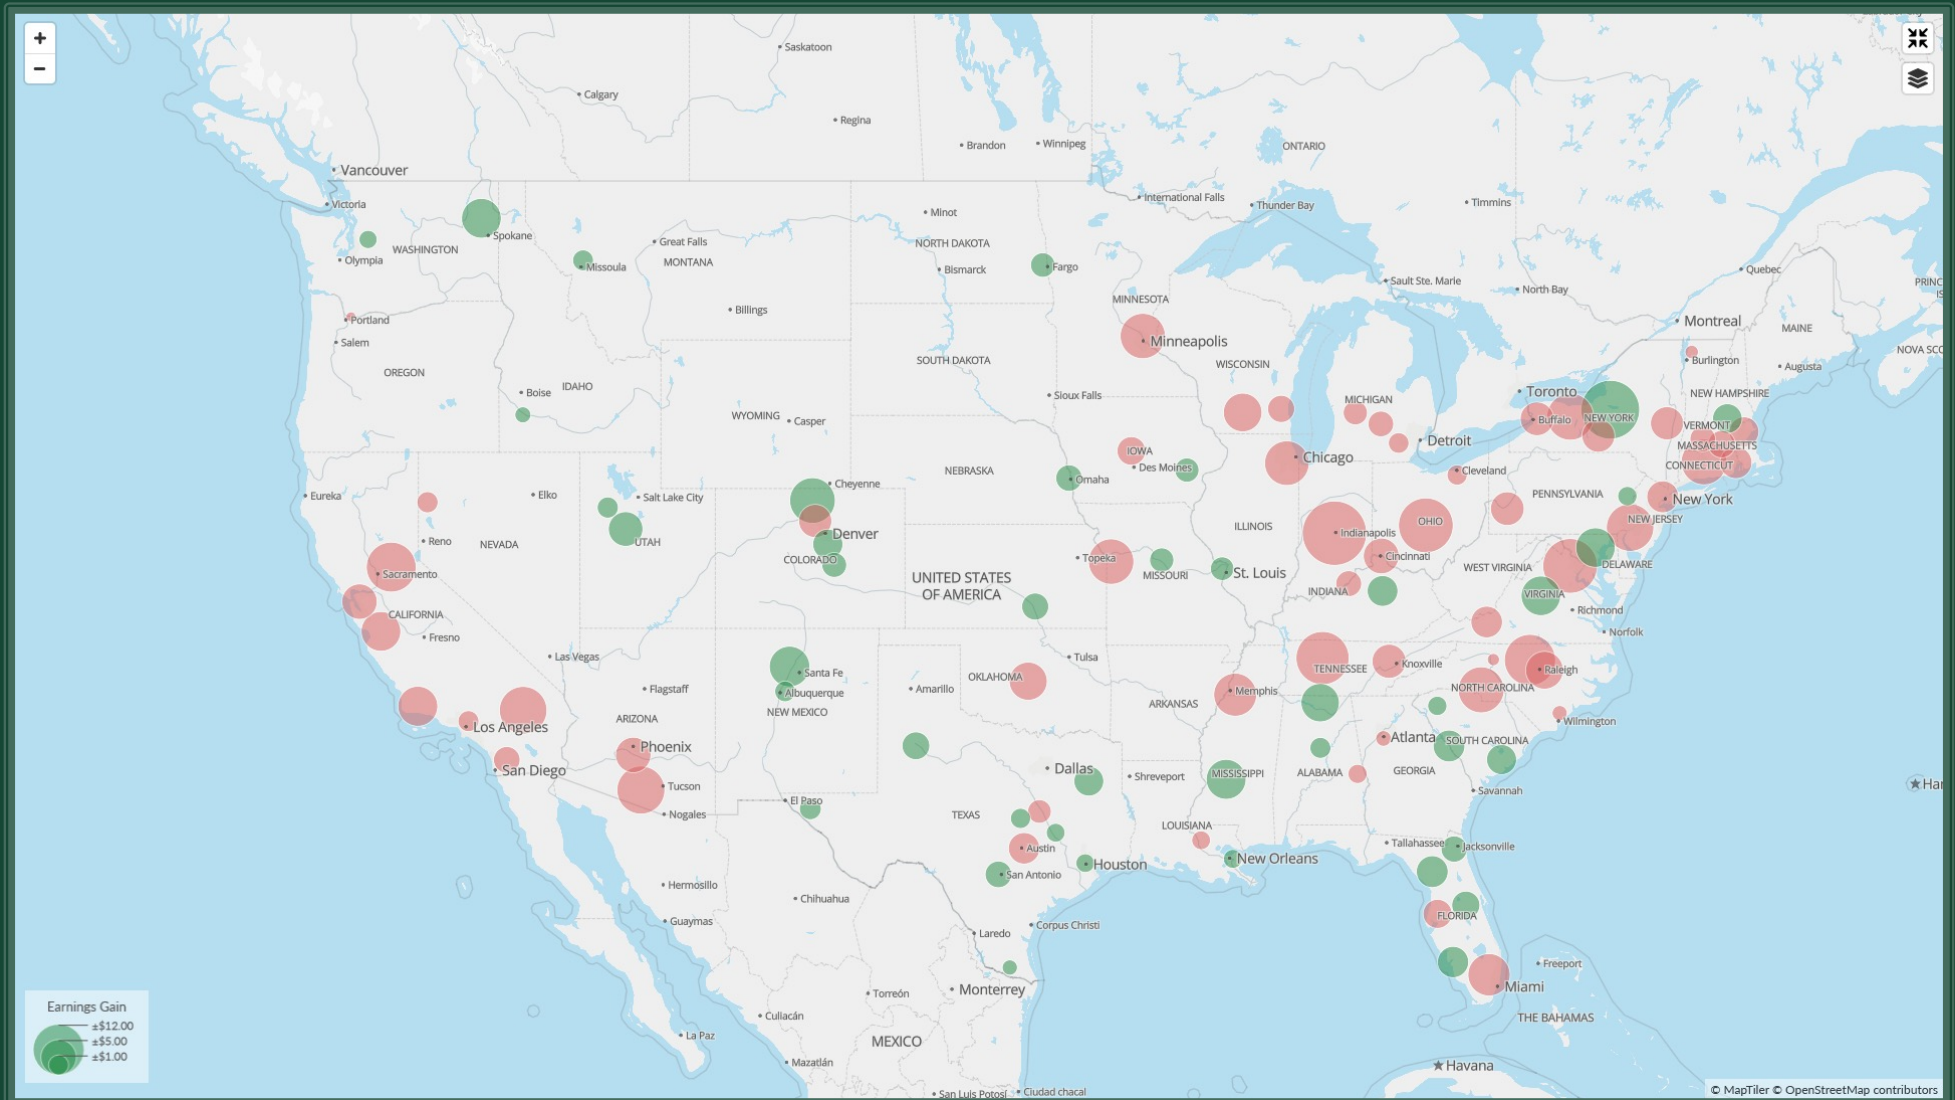 +
−
Saskatoon
Calgary
Regina
Brandon
Winnipeg
ONTARIO
Vancouver
International Falls
Thunder Bay
Timmins
Victoria
Minot
Spokane
Great Falls
NORTH DAKOTA
WASHINGTON
Olympia
Missoula
MONTANA
Bismarck
Fargo
Sault Ste. Marie
North Bay
Quebec
PRINC
IS
MINNESOTA
Billings
Portland
Montreal
MAINE
Salem
Minneapolis
NOVA SCO
SOUTH DAKOTA
WISCONSIN
Burlington
Augusta
OREGON
IDAHO
Boise
Sioux Falls
Toronto
NEW HAMPSHIRE
MICHIGAN
WYOMING
Casper
Buffalo
NEW YORK
VERMONT
Detroit
MASSACHUSETTS
IOWA
Chicago
CONNECTICUT
Des Moines
NEBRASKA
Cleveland
Omaha
Cheyenne
Eureka
Elko
Salt Lake City
PENNSYLVANIA
New York
NEW JERSEY
OHIO
ILLINOIS
Indianapolis
Denver
Reno
NEVADA
UTAH
COLORADO
Topeka
Cincinnati
WEST VIRGINIA
DELAWARE
Sacramento
MISSOURI
St. Louis
UNITED STATES
OF AMERICA
INDIANA
VIRGINIA
Richmond
CALIFORNIA
Fresno
Norfolk
Las Vegas
Tulsa
Santa Fe
OKLAHOMA
TENNESSEE
Knoxville
Raleigh
Flagstaff
Albuquerque
Amarillo
Memphis
NORTH CAROLINA
NEW MEXICO
ARKANSAS
ARIZONA
Los Angeles
Wilmington
Phoenix
Atlanta
SOUTH CAROLINA
San Diego
Dallas
Shreveport
MISSISSIPPI
ALABAMA
GEORGIA
Tucson
Savannah
Har
El Paso
Nogales
TEXAS
LOUISIANA
Tallahassee
Jacksonville
Austin
New Orleans
Houston
San Antonio
Hermosillo
Chihuahua
Guaymas
FLORIDA
Corpus Christi
Laredo
Freeport
Monterrey
Miami
Torreón
Earnings Gain
±$12.00
±$5.00
±$1.00
Culiacán
THE BAHAMAS
La Paz
MEXICO
Mazatlán
Havana
San Luis Potosí
Ciudad chacal
© MapTiler © OpenStreetMap contributors